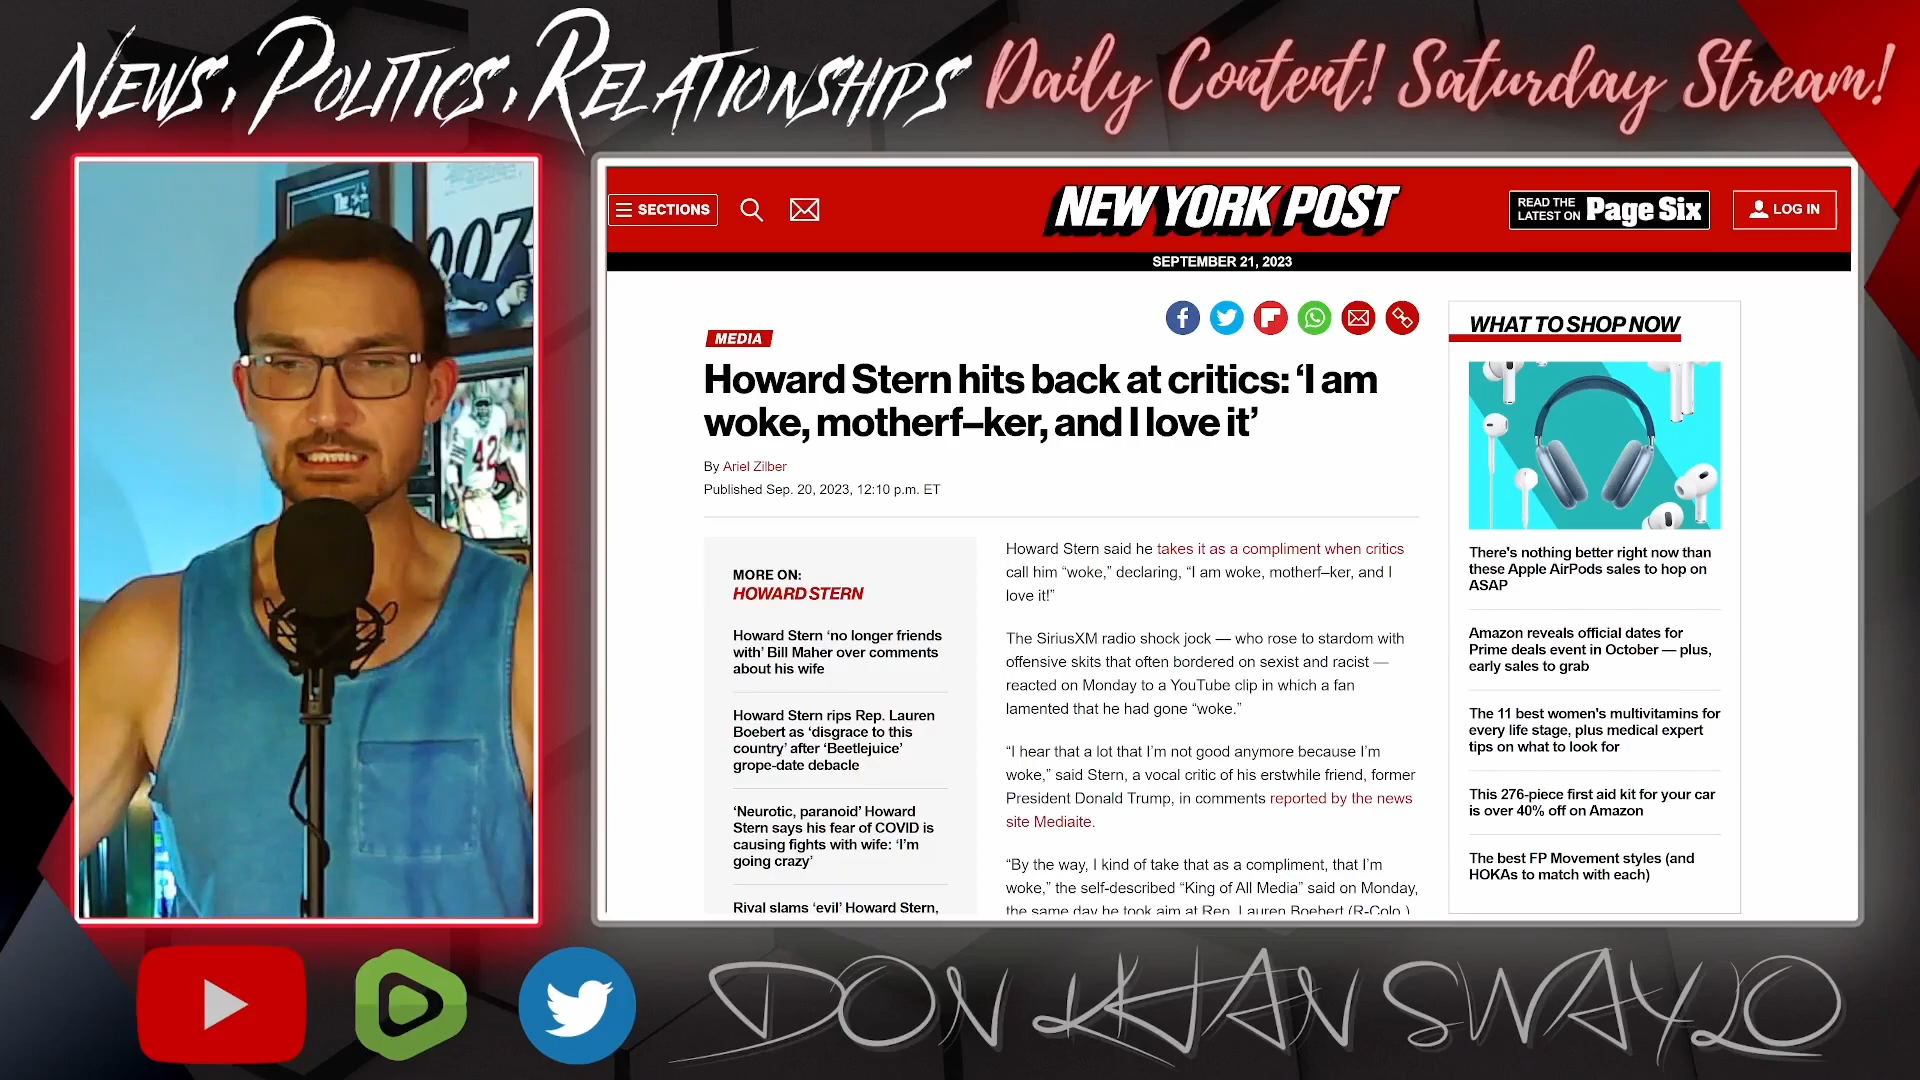 NEWS, POLITICS, RELATIONSHIPS Daily Content! Saturday Stream!
007
42
SECTIONS
NEW YORK POST
READ THE
LATEST ON Page Six
LOG IN
SEPTEMBER 21, 2023
MEDIA
Howard Stern hits back at critics: ‘I am
woke, motherf–ker, and I love it’
By Ariel Zilber
Published Sep. 20, 2023, 12:10 p.m. ET
MORE ON:
HOWARD STERN
Howard Stern ‘no longer friends
with’ Bill Maher over comments
about his wife
Howard Stern rips Rep. Lauren
Boebert as ‘disgrace to this
country’ after ‘Beetlejuice’
grope-date debacle
‘Neurotic, paranoid’ Howard
Stern says his fear of COVID is
causing fights with wife: ‘I’m
going crazy’
Rival slams ‘evil’ Howard Stern,
Howard Stern said he takes it as a compliment when critics
call him “woke,” declaring, “I am woke, motherf–ker, and I
love it!”
The SiriusXM radio shock jock — who rose to stardom with
offensive skits that often bordered on sexist and racist —
reacted on Monday to a YouTube clip in which a fan
lamented that he had gone “woke.”
“I hear that a lot that I’m not good anymore because I’m
woke,” said Stern, a vocal critic of his erstwhile friend, former
President Donald Trump, in comments reported by the news
site Mediaite.
“By the way, I kind of take that as a compliment, that I’m
woke,” the self-described “King of All Media” said on Monday,
the same day he took aim at Rep. Lauren Boebert (R-Colo.)
WHAT TO SHOP NOW
There's nothing better right now than
these Apple AirPods sales to hop on
ASAP
Amazon reveals official dates for
Prime deals event in October — plus,
early sales to grab
The 11 best women's multivitamins for
every life stage, plus medical expert
tips on what to look for
This 276-piece first aid kit for your car
is over 40% off on Amazon
The best FP Movement styles (and
HOKAs to match with each)
DON KHAN SWAYLO